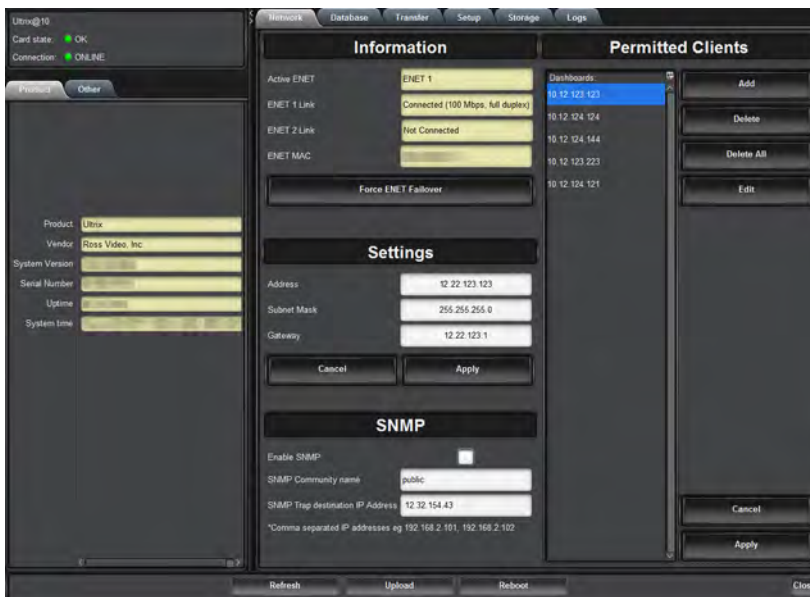 Ultrix@10
Card state: OK
Connection: ONLINE
Product Other
Product Ultrix
Vendor Ross Video, Inc.
System Version
Serial Number
Uptime
System time
Network Database Transfer Setup Storage Logs
Information
Active ENET ENET 1
ENET 1 Link Connected (100 Mbps, full duplex)
ENET 2 Link Not Connected
ENET MAC
Force ENET Failover
Settings
Address 12.22.123.123
Subnet Mask 255.255.255.0
Gateway 12.22.123.1
Cancel Apply
SNMP
Enable SNMP
SNMP Community name public
SNMP Trap destination IP Address 12.32.154.43
*Comma separated IP addresses eg 192.168.2.101, 192.168.2.102
Permitted Clients
Dashboards:
10.12.123.123
10.12.124.124
10.12.124.144
10.12.123.223
10.12.124.121
Add
Delete
Delete All
Edit
Cancel
Apply
Refresh Upload Reboot Clos